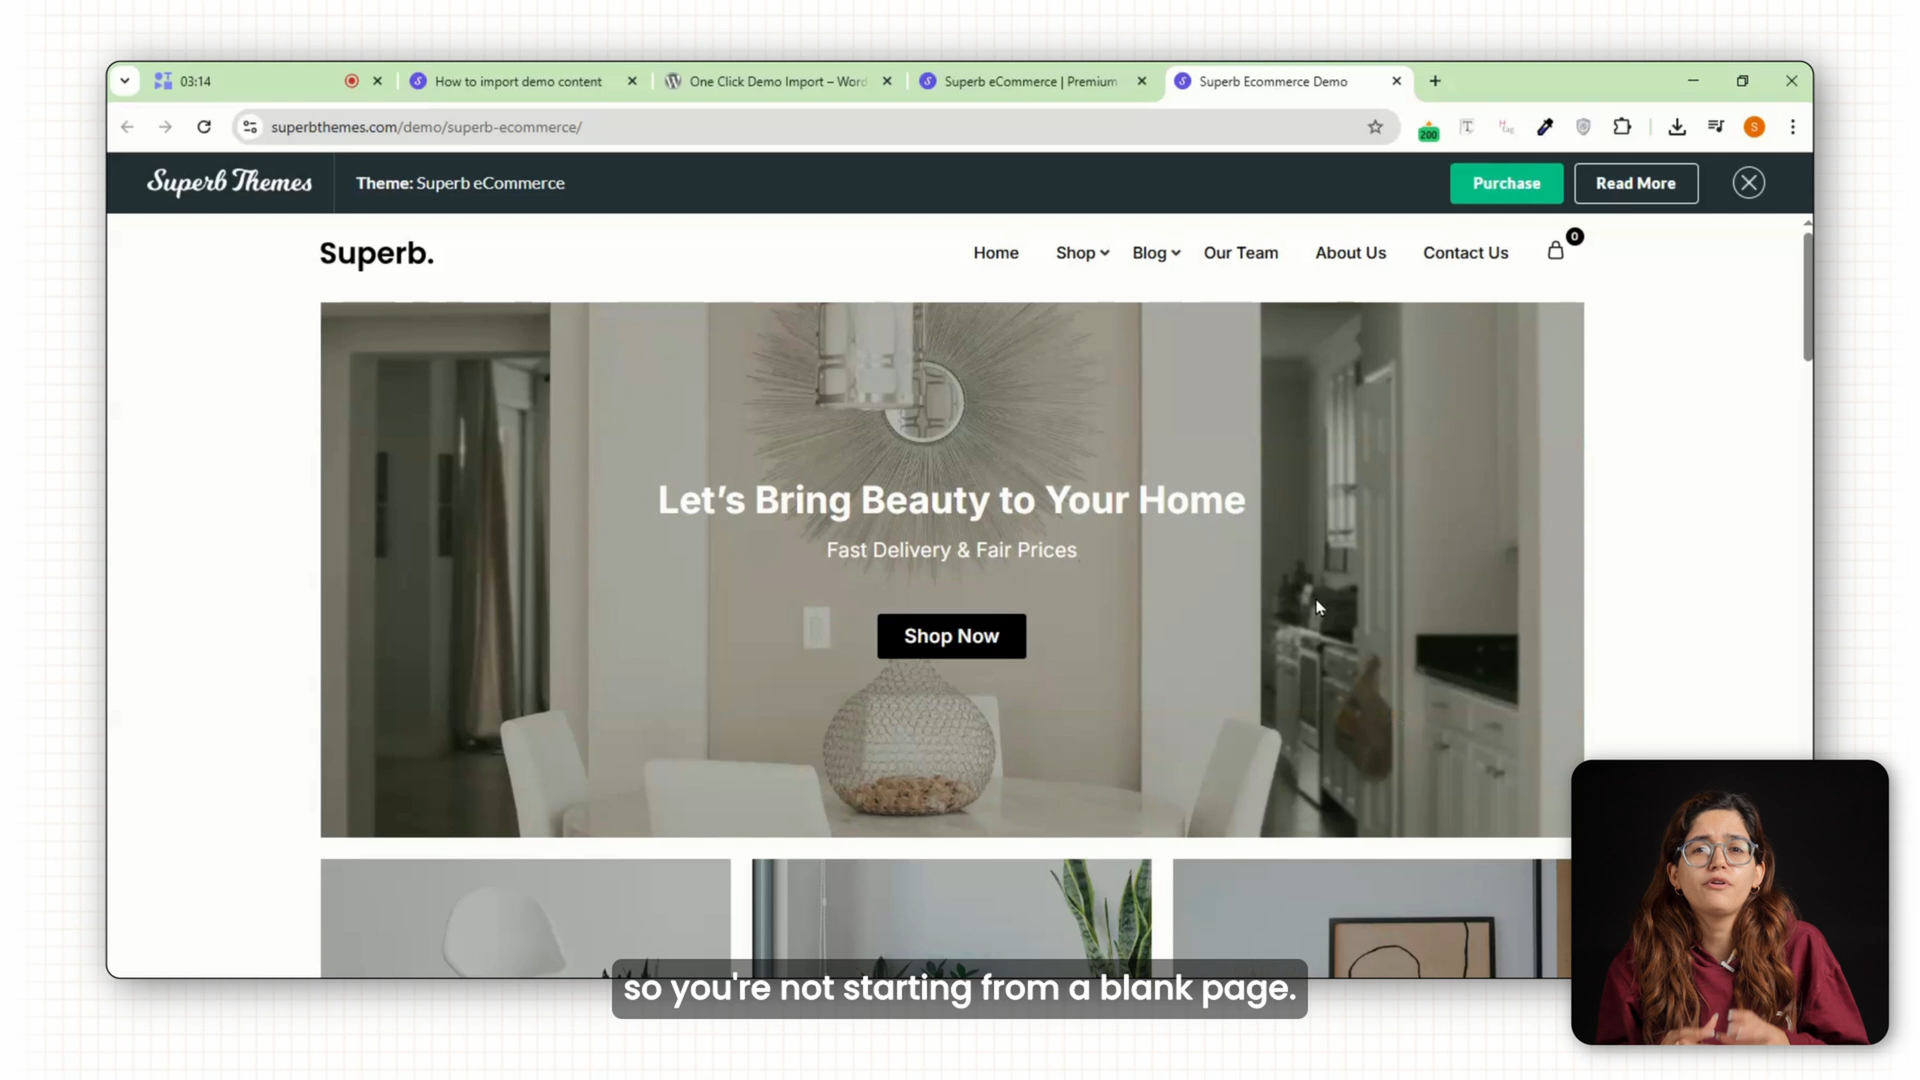 03:14
How to import demo content
One Click Demo Import – Word
Superb eCommerce | Premium
Superb Ecommerce Demo
superbthemes.com/demo/superb-ecommerce/
200
S
Superb Themes
Theme: Superb eCommerce
Purchase
Read More
Superb.
Home
Shop
Blog
Our Team
About Us
Contact Us
0
Let's Bring Beauty to Your Home
Fast Delivery & Fair Prices
Shop Now
so you're not starting from a blank page.